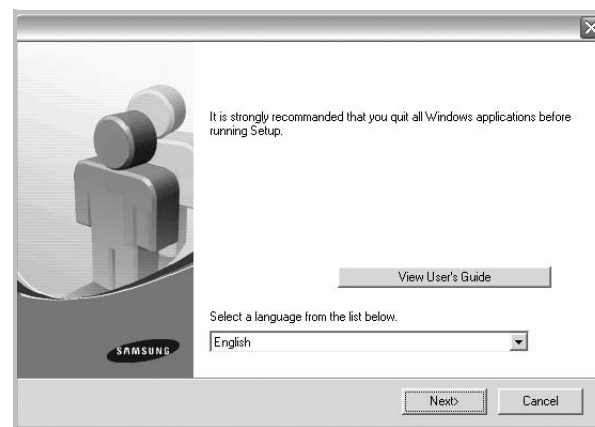 It is strongly recommanded that you quit all Windows applications before
running Setup.
View User's Guide
Select a language from the list below.
English
SAMSUNG
Next>
Cancel